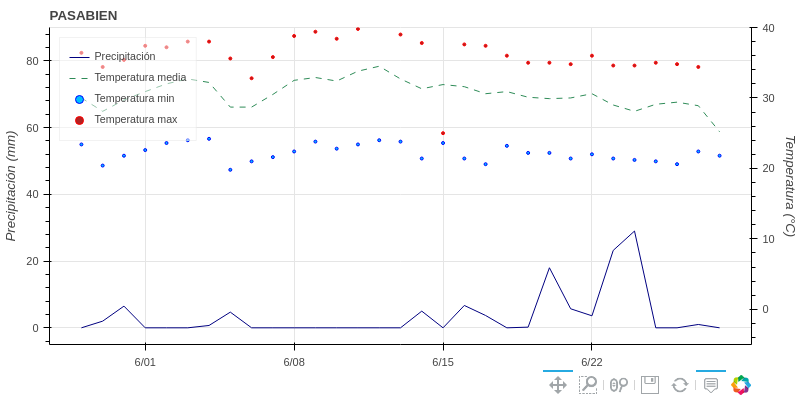 PASABIEN
Precipitación
Temperatura media
Temperatura min
Temperatura max
80
60
40
20
0
Precipitación (mm)
40
30
20
10
0
Temperatura (°C)
6/01
6/08
6/15
6/22